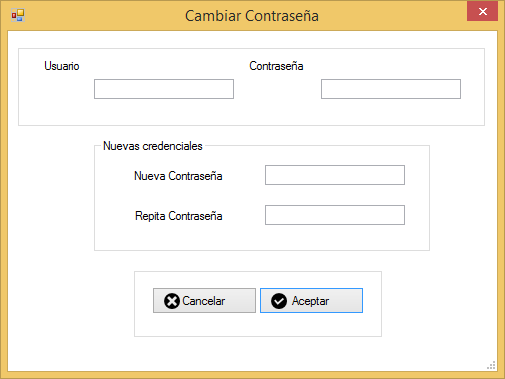 Cambiar Contraseña
Usuario
Contraseña
Nuevas credenciales
Nueva Contraseña
Repita Contraseña
Cancelar
Aceptar